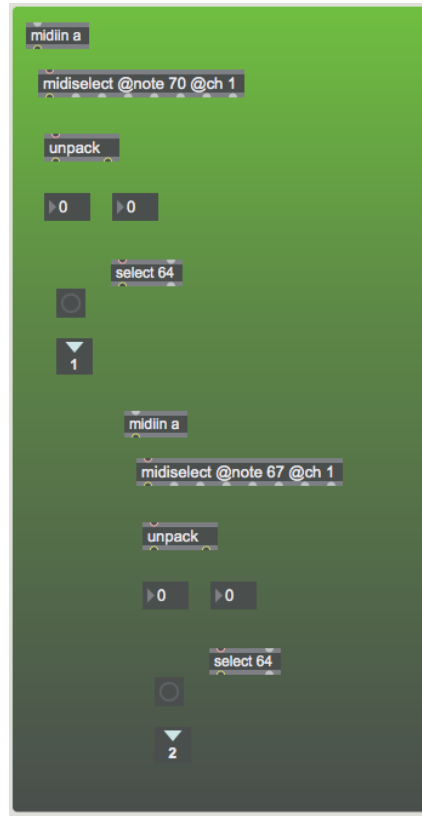 midiin a
midiselect @note 70 @ch 1
unpack
0 0
select 64
1
midiin a
midiselect @note 67 @ch 1
unpack
0 0
select 64
2